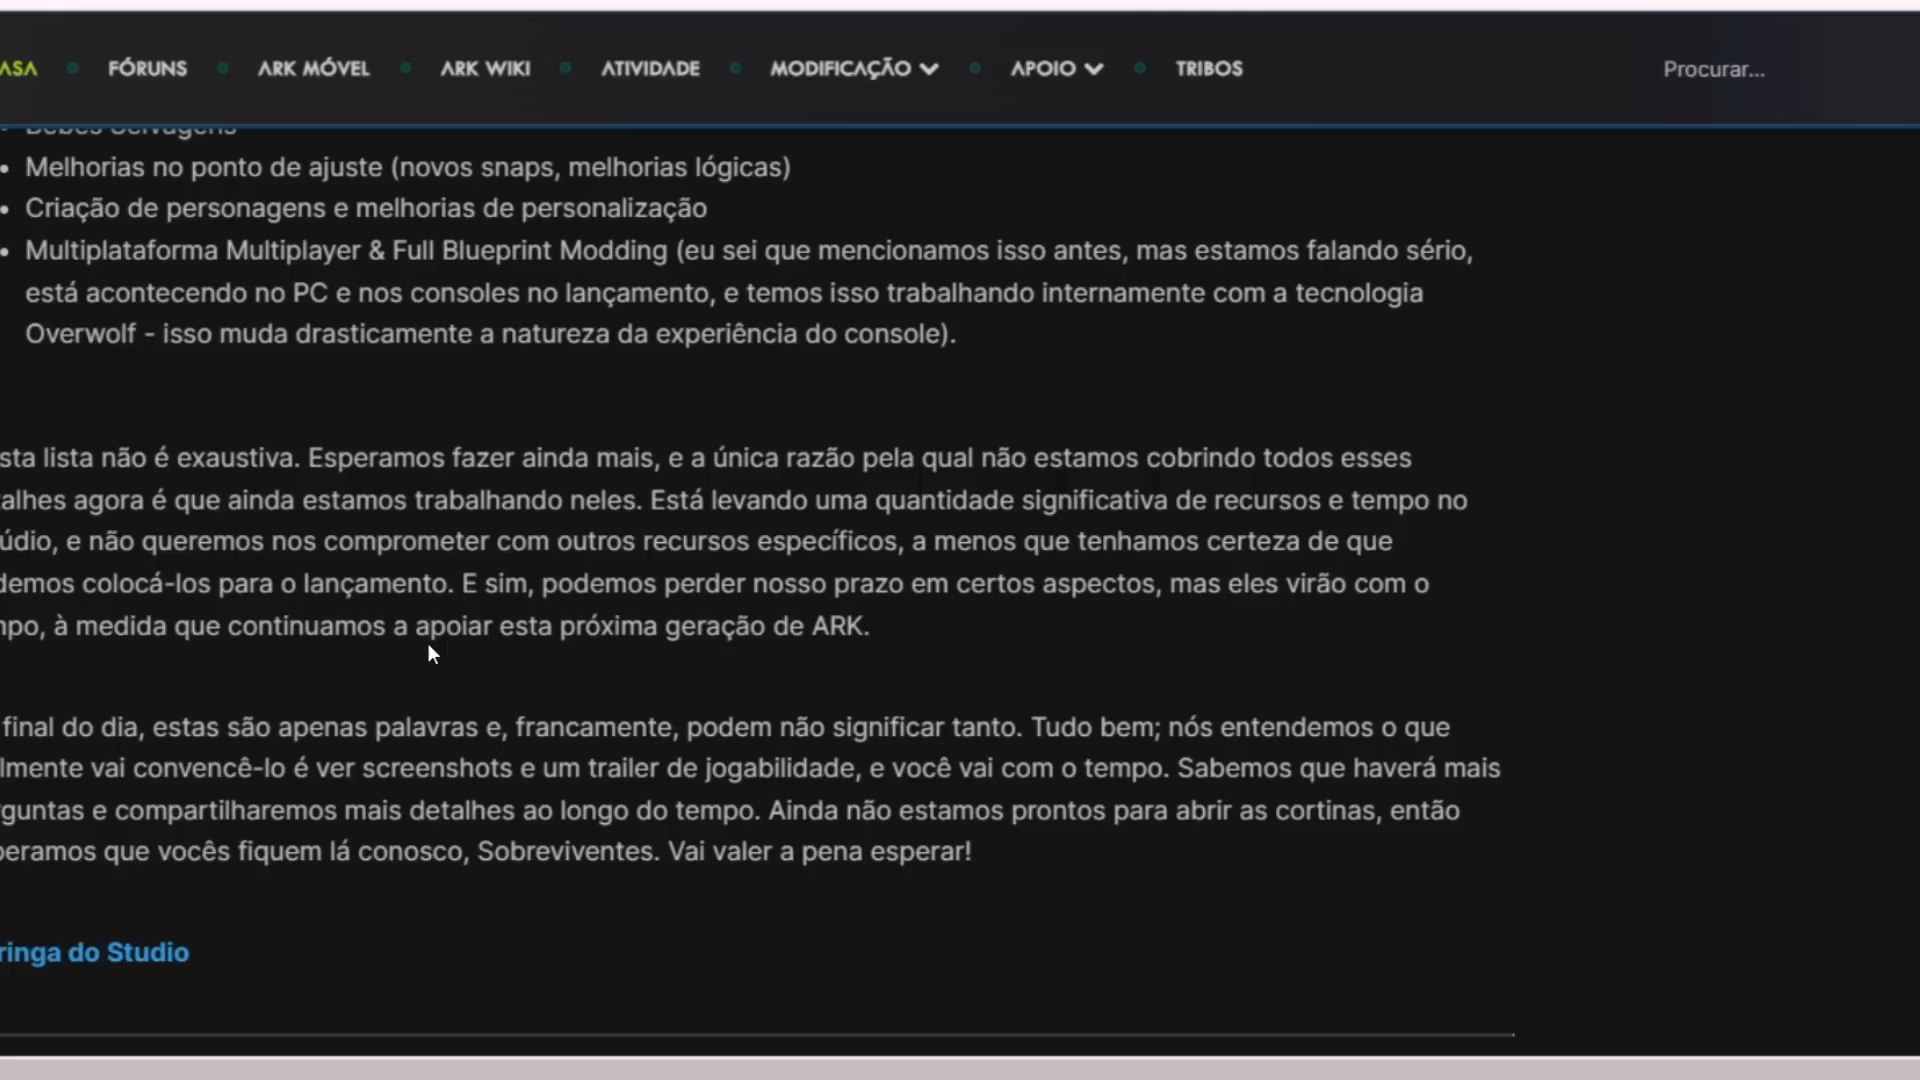 ASA FÓRUNS ARK MÓVEL ARK WIKI ATIVIDADE MODIFICAÇÃO APOIO TRIBOS Procurar...
Bebês Selvagens
• Melhorias no ponto de ajuste (novos snaps, melhorias lógicas)
• Criação de personagens e melhorias de personalização
• Multiplataforma Multiplayer & Full Blueprint Modding (eu sei que mencionamos isso antes, mas estamos falando sério,
está acontecendo no PC e nos consoles no lançamento, e temos isso trabalhando internamente com a tecnologia
Overwolf - isso muda drasticamente a natureza da experiência do console).
sta lista não é exaustiva. Esperamos fazer ainda mais, e a única razão pela qual não estamos cobrindo todos esses
alhes agora é que ainda estamos trabalhando neles. Está levando uma quantidade significativa de recursos e tempo no
údio, e não queremos nos comprometer com outros recursos específicos, a menos que tenhamos certeza de que
demos colocá-los para o lançamento. E sim, podemos perder nosso prazo em certos aspectos, mas eles virão com o
npo, à medida que continuamos a apoiar esta próxima geração de ARK.
final do dia, estas são apenas palavras e, francamente, podem não significar tanto. Tudo bem; nós entendemos o que
lmente vai convencê-lo é ver screenshots e um trailer de jogabilidade, e você vai com o tempo. Sabemos que haverá mais
rguntas e compartilharemos mais detalhes ao longo do tempo. Ainda não estamos prontos para abrir as cortinas, então
peramos que vocês fiquem lá conosco, Sobreviventes. Vai valer a pena esperar!
ringa do Studio